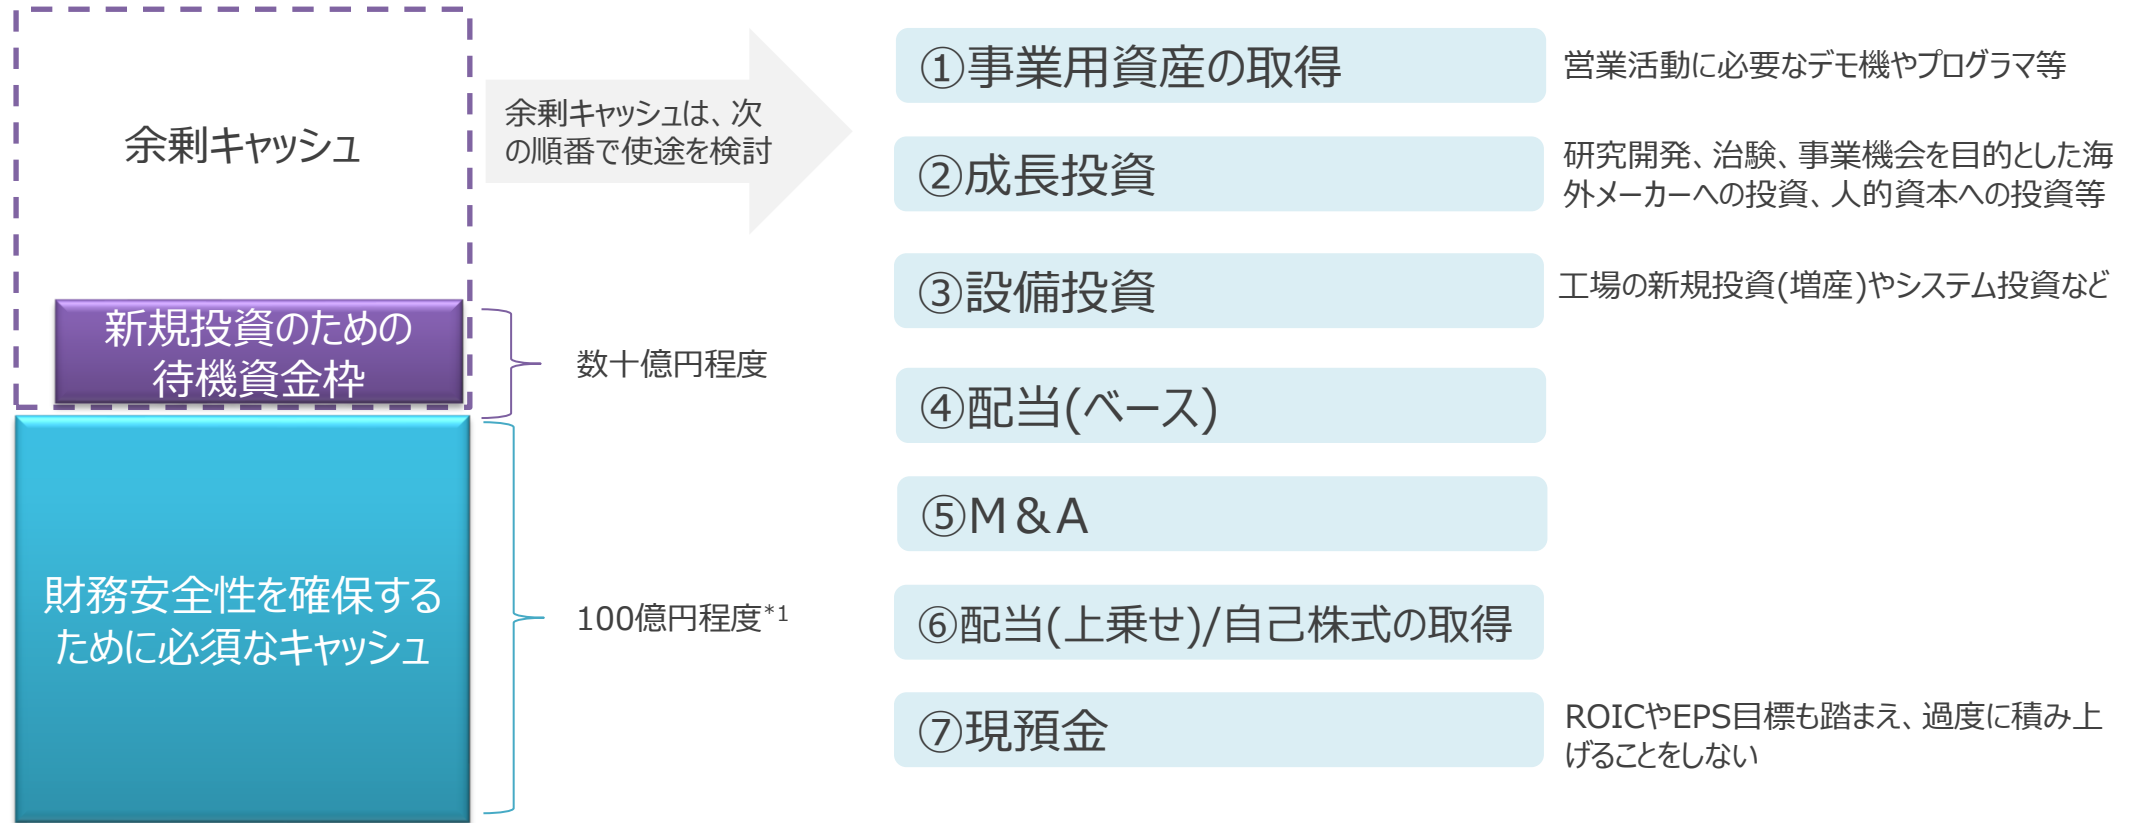 余剰キャッシュ
新規投資のための
待機資金枠
財務安全性を確保する
ために必須なキャッシュ
余剰キャッシュは、次
の順番で使途を検討
数十億円程度
100億円程度*1
①事業用資産の取得
営業活動に必要なデモ機やプログラマ等
②成長投資
研究開発、治験、事業機会を目的とした海
外メーカーへの投資、人的資本への投資等
③設備投資
工場の新規投資(増産)やシステム投資など
④配当(ベース)
⑤M&A
⑥配当(上乗せ)/自己株式の取得
⑦現預金
ROICやEPS目標も踏まえ、過度に積み上
げることをしない